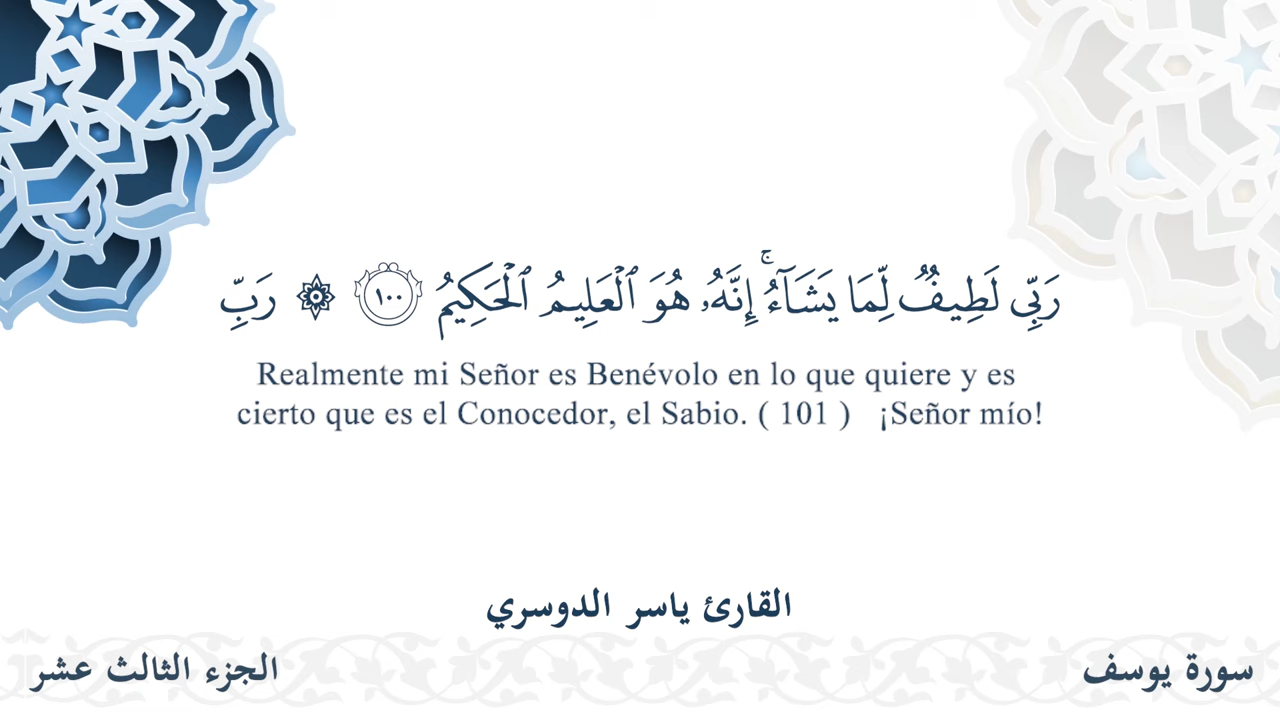 رَبِّي لَطِيفٌ لِّمَا يَشَآءُۚ إِنَّهُۥ هُوَ ٱلْعَلِيمُ ٱلْحَكِيمُ ١٠٠ ۞ رَبِّ
Realmente mi Señor es Benévolo en lo que quiere y es
cierto que es el Conocedor, el Sabio. ( 101 ) ¡Señor mío!
القارئ ياسر الدوسري
سورة يوسف
الجزء الثالث عشر